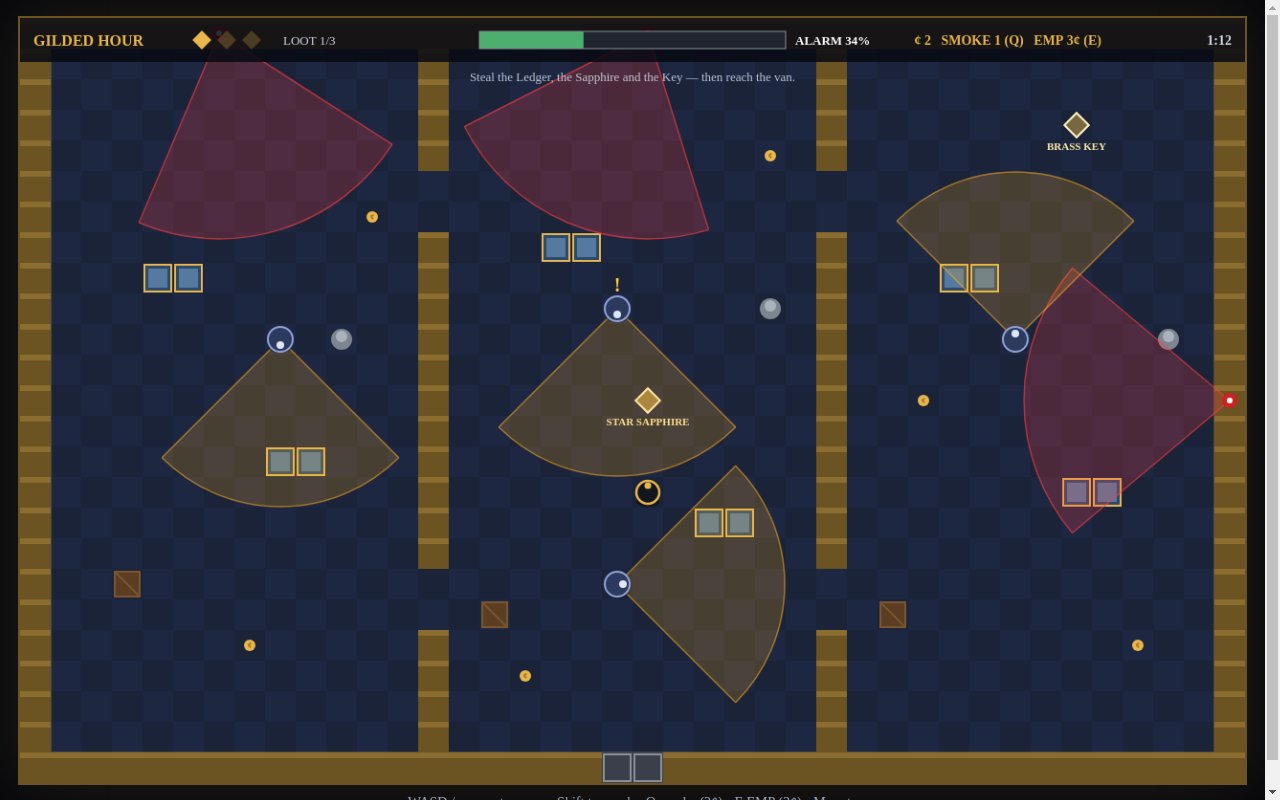 GILDED HOUR
LOOT 1/3
ALARM 34%
¢ 2 SMOKE 1 (Q) EMP 3¢ (E)
1:12
Steal the Ledger, the Sapphire and the Key — then reach the van.
BRASS KEY
!
STAR SAPPHIRE